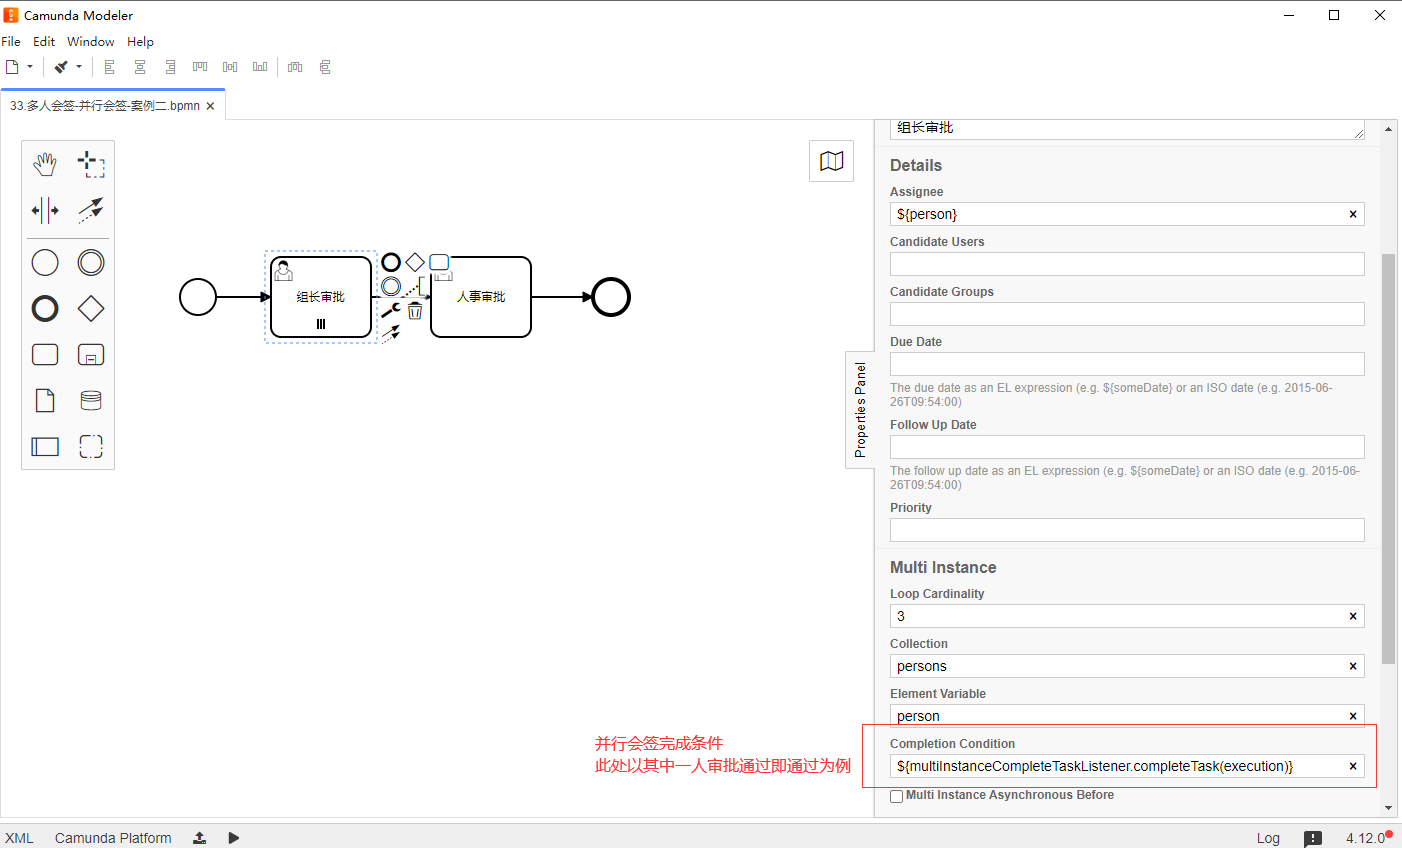 Camunda Modeler
File Edit Window Help
33.多人会签-并行会签-案例二.bpmn ×
组长审批
Details
Assignee
${person} ×
Candidate Users
Candidate Groups
Due Date
The due date as an EL expression (e.g. ${someDate} or an ISO date (e.g. 2015-06-
26T09:54:00)
Follow Up Date
The follow up date as an EL expression (e.g. ${someDate} or an ISO date (e.g. 2015-06-
26T09:54:00)
Priority
Multi Instance
Loop Cardinality
3 ×
Collection
persons ×
Element Variable
person ×
Completion Condition
${multiInstanceCompleteTaskListener.completeTask(execution)} ×
Multi Instance Asynchronous Before
Properties Panel
组长审批
人事审批
并行会签完成条件
此处以其中一人审批通过即通过为例
XML Camunda Platform
Log 4.12.0